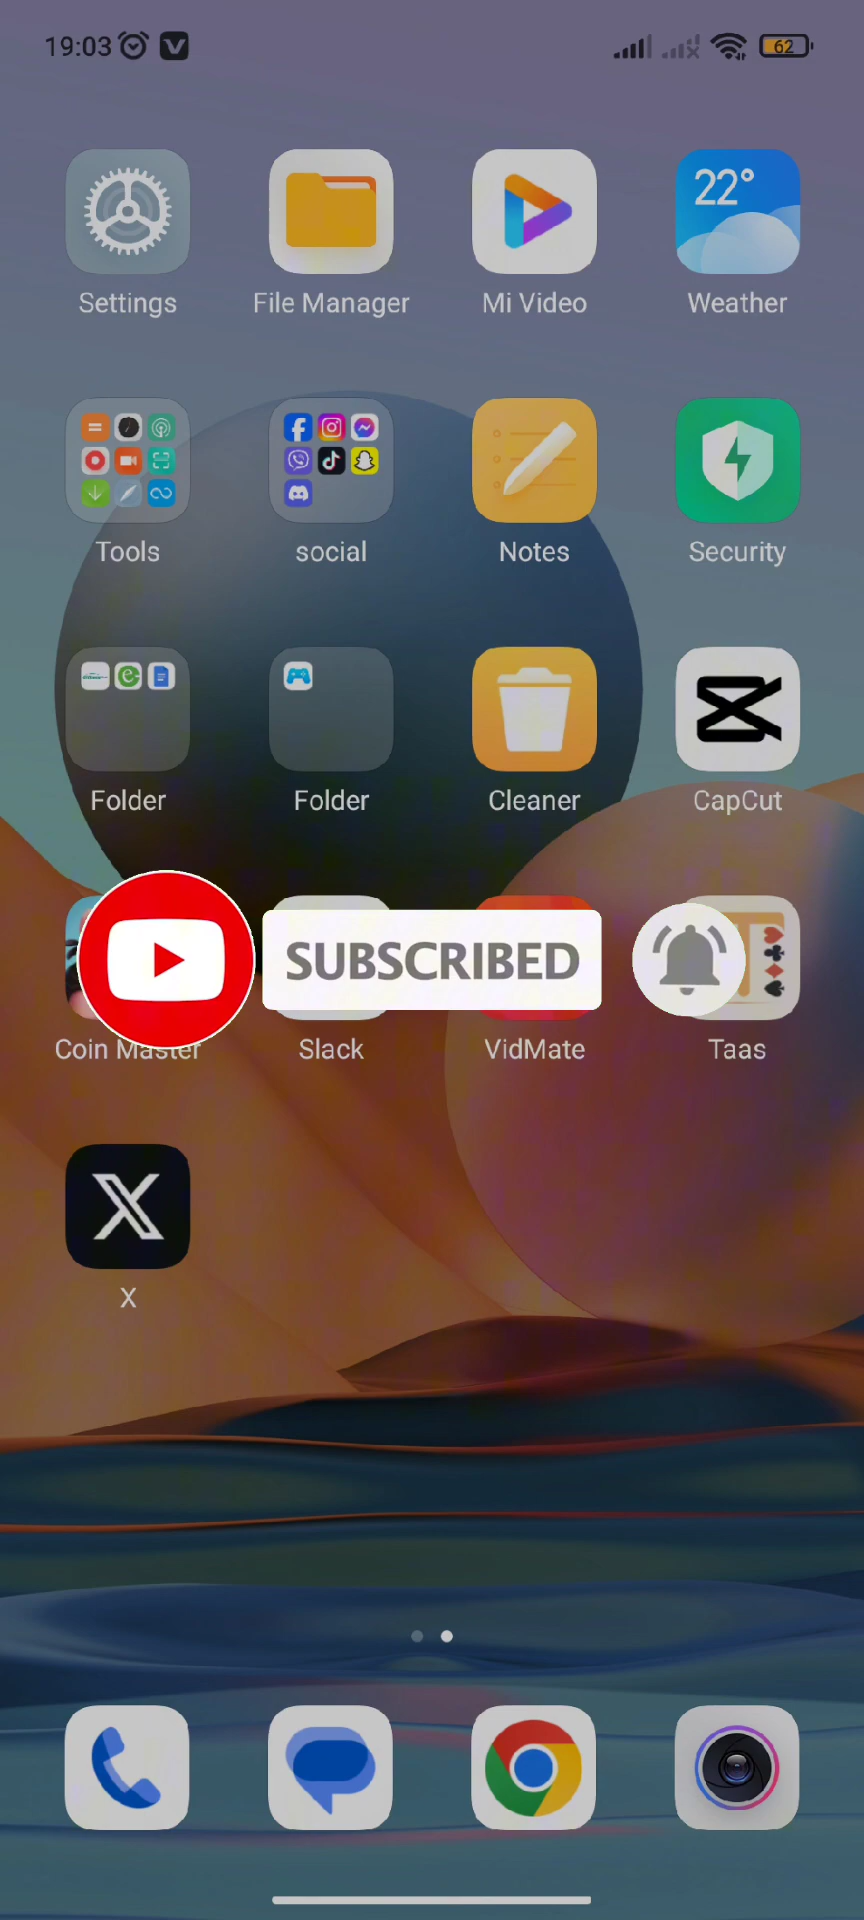 19:03
62
22°
Settings
File Manager
Mi Video
Weather
Tools
social
Notes
Security
Folder
Folder
Cleaner
CapCut
SUBSCRIBED
Coin Master
Slack
VidMate
Taas
X